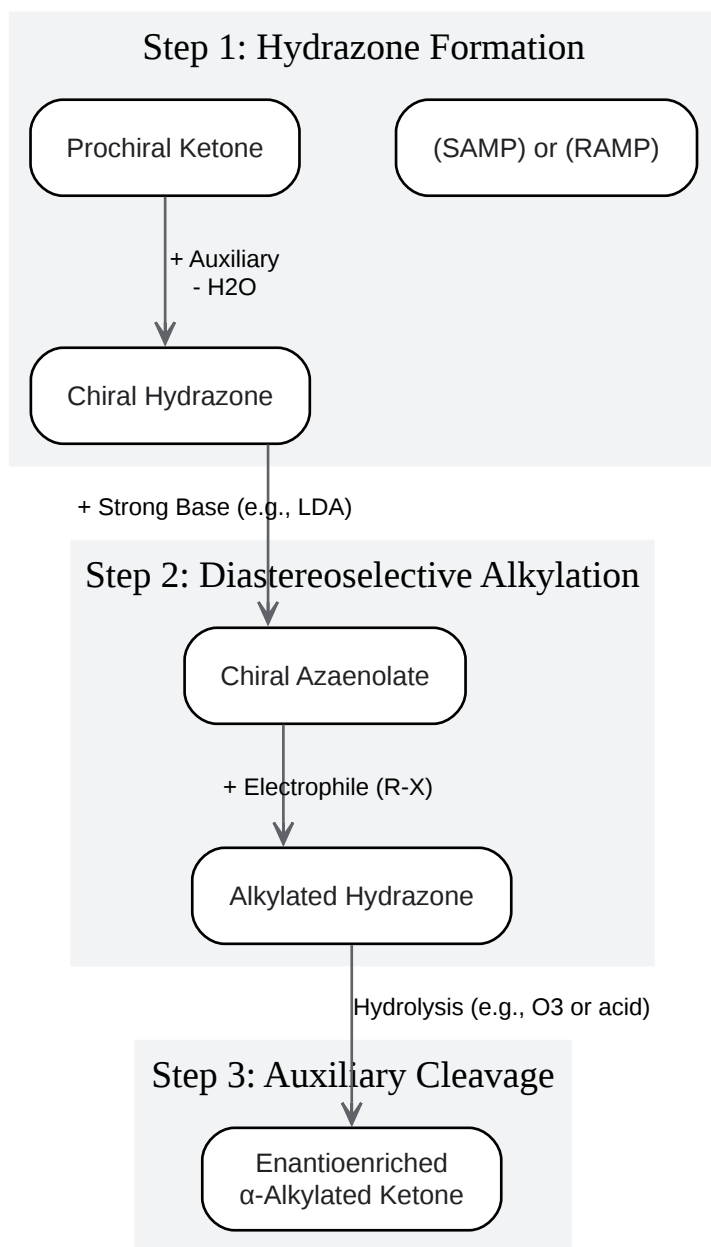 Step 1: Hydrazone Formation
Prochiral Ketone
(SAMP) or (RAMP)
+ Auxiliary
- H2O
Chiral Hydrazone
+ Strong Base (e.g., LDA)
Step 2: Diastereoselective Alkylation
Chiral Azaenolate
+ Electrophile (R-X)
Alkylated Hydrazone
Hydrolysis (e.g., O3 or acid)
Step 3: Auxiliary Cleavage
Enantioenriched
α-Alkylated Ketone